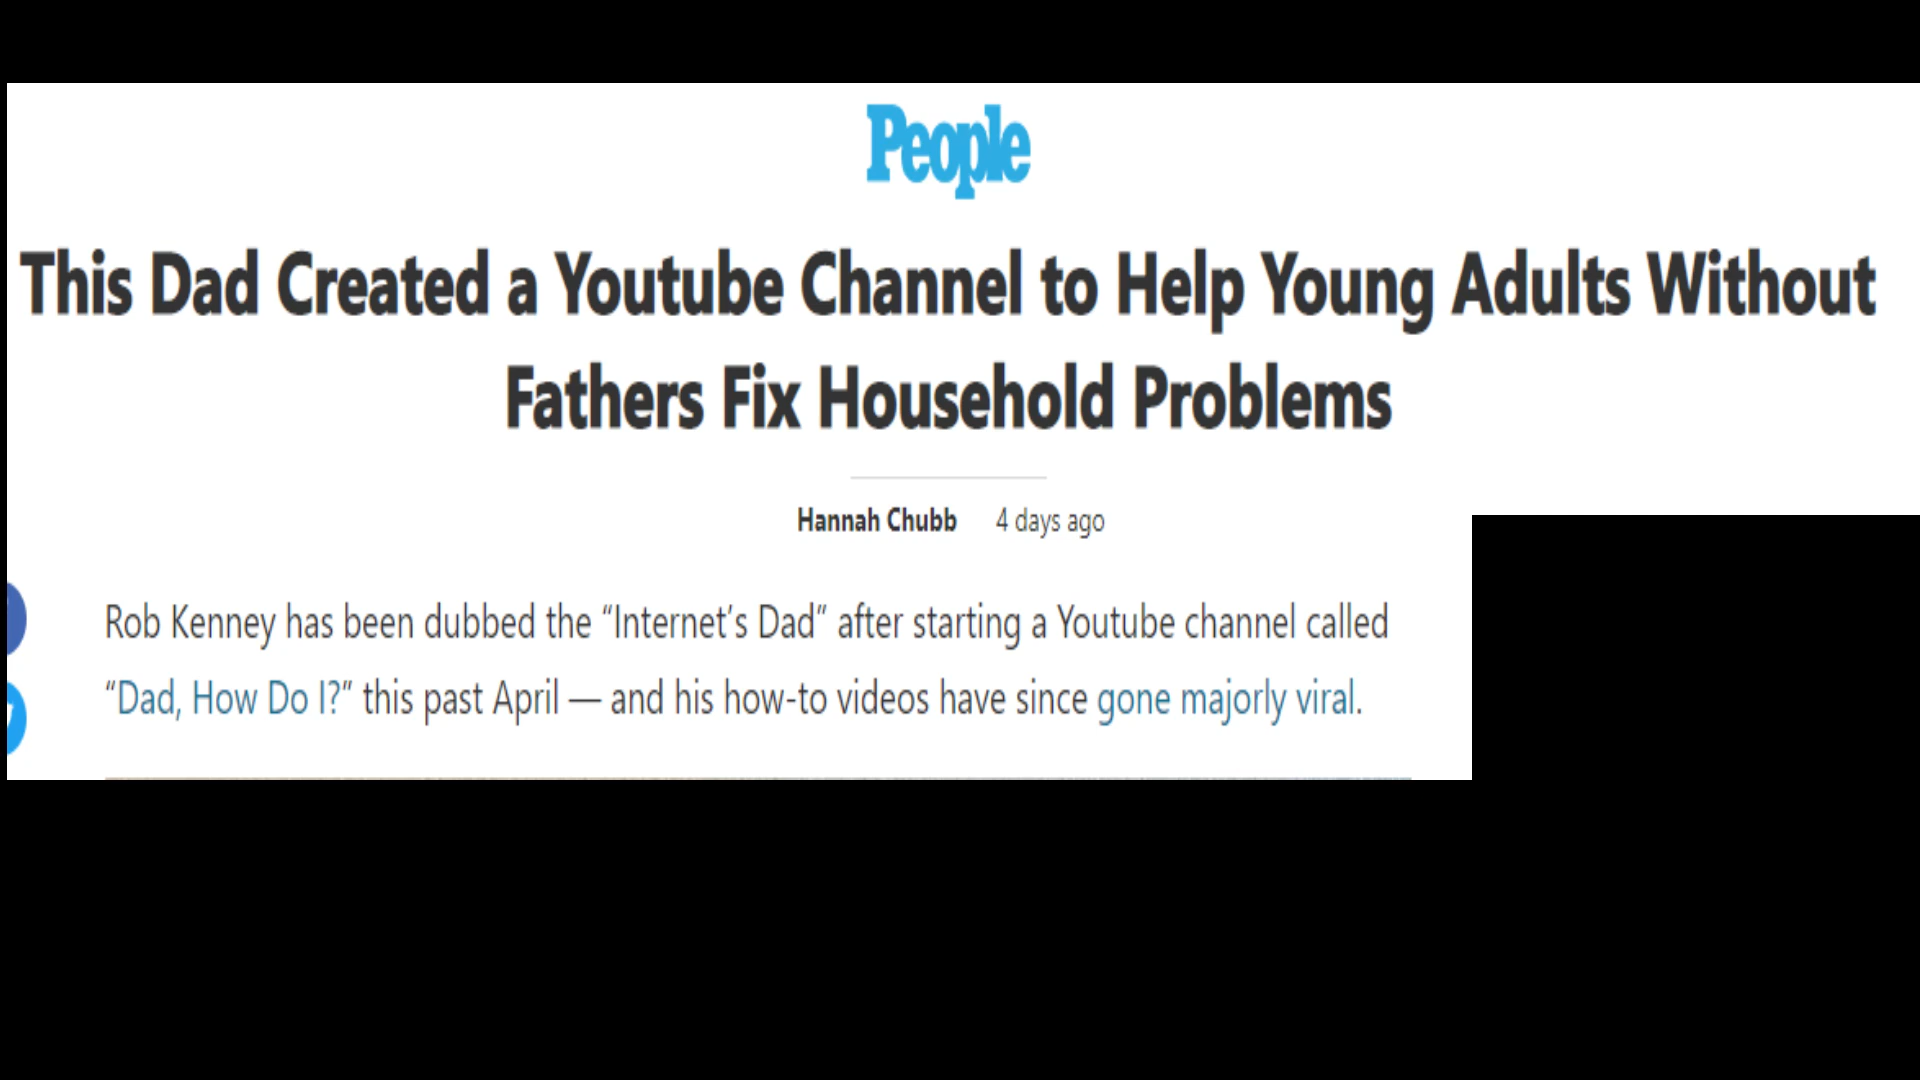 People
This Dad Created a Youtube Channel to Help Young Adults Without
Fathers Fix Household Problems
Hannah Chubb 4 days ago
Rob Kenney has been dubbed the “Internet’s Dad” after starting a Youtube channel called
“Dad, How Do I?” this past April — and his how-to videos have since gone majorly viral.